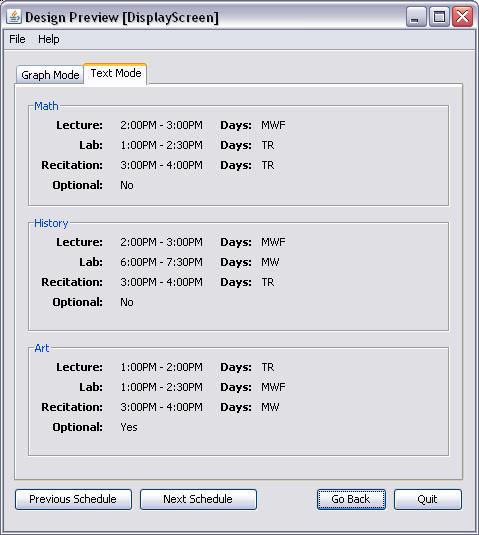 Design Preview [DisplayScreen]
File Help
Graph Mode Text Mode
Math
Lecture: 2:00PM - 3:00PM Days: MWF
Lab: 1:00PM - 2:30PM Days: TR
Recitation: 3:00PM - 4:00PM Days: TR
Optional: No
History
Lecture: 2:00PM - 3:00PM Days: MWF
Lab: 6:00PM - 7:30PM Days: MW
Recitation: 3:00PM - 4:00PM Days: TR
Optional: No
Art
Lecture: 1:00PM - 2:00PM Days: TR
Lab: 1:00PM - 2:30PM Days: MWF
Recitation: 3:00PM - 4:00PM Days: MW
Optional: Yes
Previous Schedule Next Schedule Go Back Quit